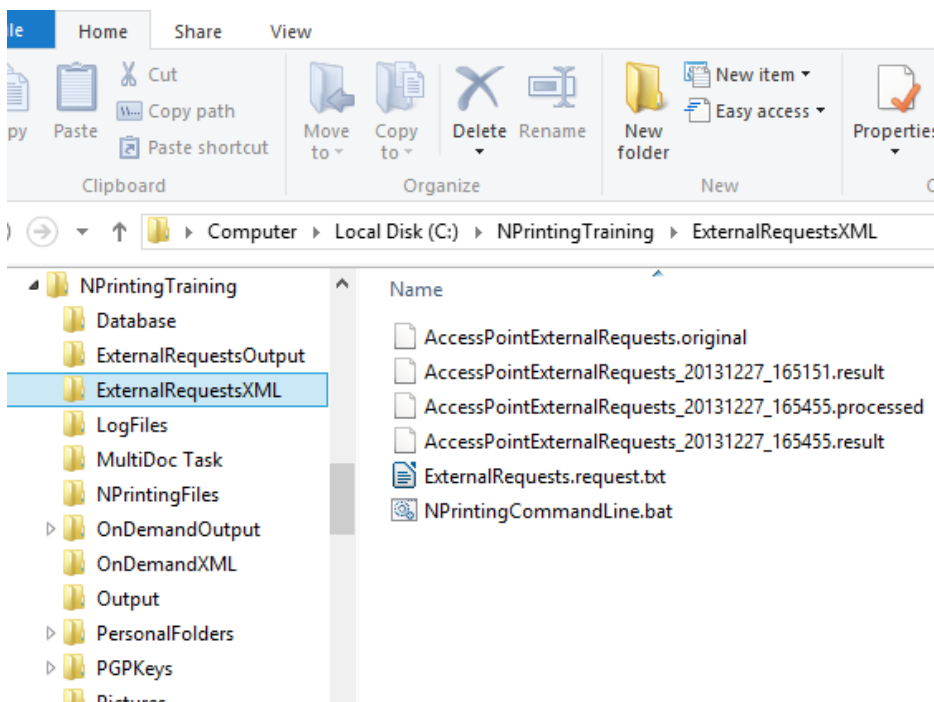 le Home Share View
Cut
Copy path
Paste shortcut
py Paste
Move to
Copy to
Delete
Rename
New folder
New item
Easy access
Properties
Clipboard Organize New
Computer Local Disk (C:) NPrintingTraining ExternalRequestsXML
NPrintingTraining
Database
ExternalRequestsOutput
ExternalRequestsXML
LogFiles
MultiDoc Task
NPrintingFiles
OnDemandOutput
OnDemandXML
Output
PersonalFolders
PGPKeys
Pictures
Name
AccessPointExternalRequests.original
AccessPointExternalRequests_20131227_165151.result
AccessPointExternalRequests_20131227_165455.processed
AccessPointExternalRequests_20131227_165455.result
ExternalRequests.request.txt
NPrintingCommandLine.bat